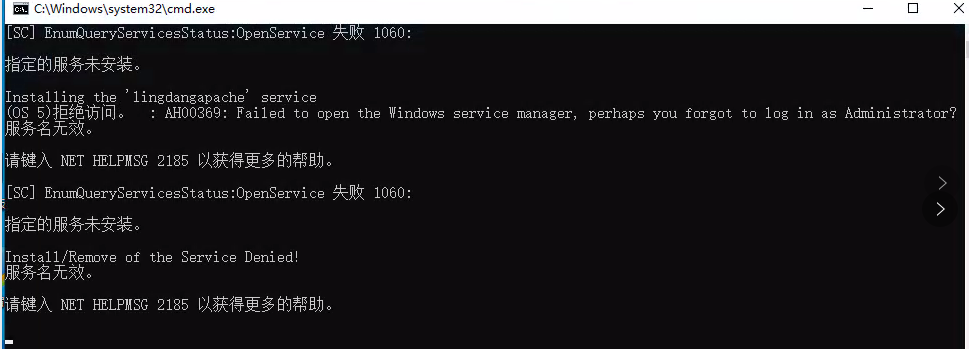 C:\Windows\system32\cmd.exe
[SC] EnumQueryServicesStatus:OpenService 失败 1060:
指定的服务未安装。
Installing the 'lingdangapache' service
(OS 5)拒绝访问。 : AH00369: Failed to open the Windows service manager, perhaps you forgot to log in as Administrator?
服务名无效。
请键入 NET HELPMSG 2185 以获得更多的帮助。
[SC] EnumQueryServicesStatus:OpenService 失败 1060:
指定的服务未安装。
Install/Remove of the Service Denied!
服务名无效。
请键入 NET HELPMSG 2185 以获得更多的帮助。